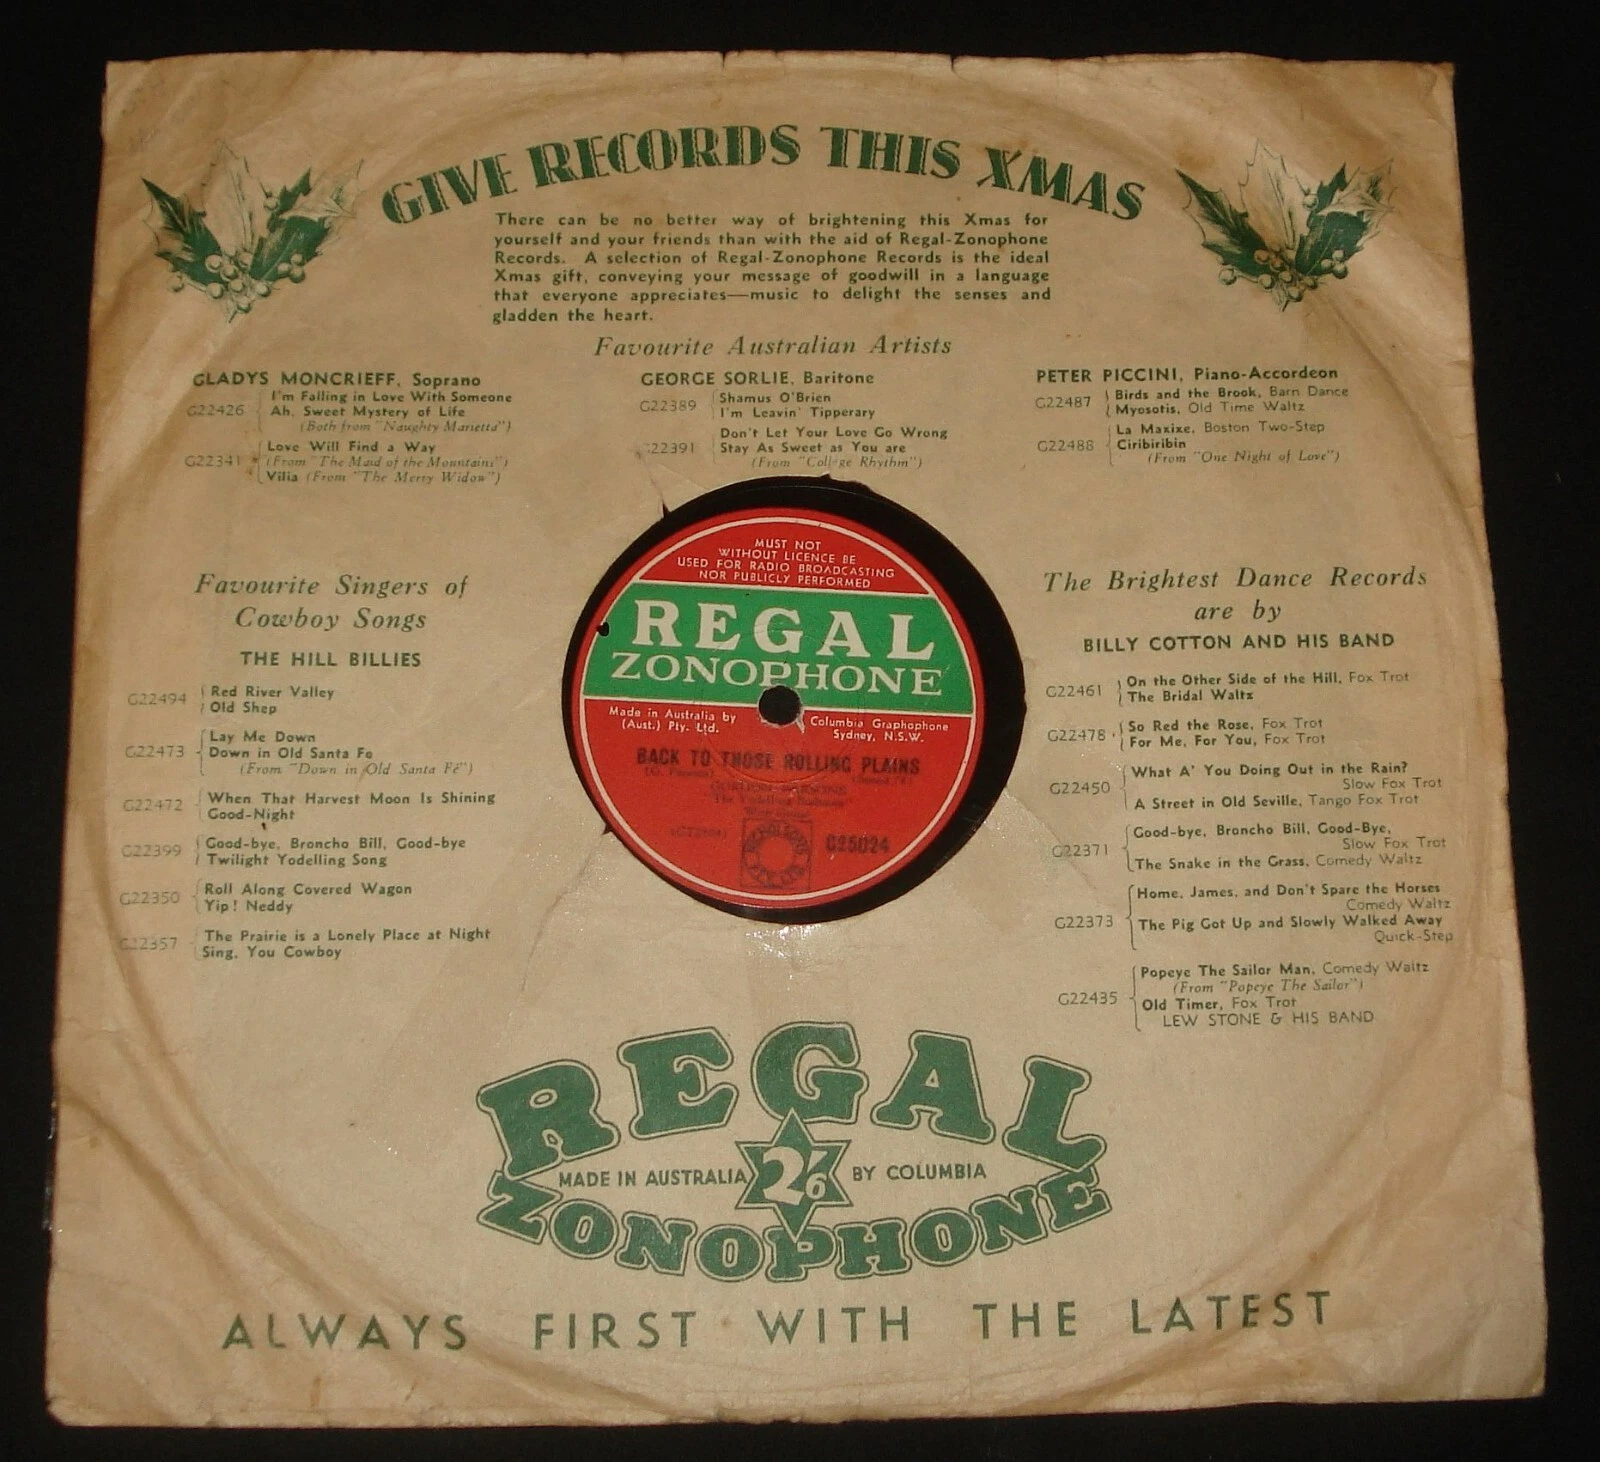 GIVE RECORDS THIS XMAS
There can be no better way of brightening this Xmas for
yourself and your friends than with the aid of Regal-Zonophone
Records. A selection of Regal-Zonophone Records is the ideal
Xmas gift, conveying your message of goodwill in a language
that everyone appreciates—music to delight the senses and
gladden the heart.
Favourite Australian Artists
GLADYS MONCRIEFF, Soprano
G22426
I'm Falling in Love With Someone
Ah, Sweet Mystery of Life
(Both from "Naughty Marietta")
G22341
Love Will Find a Way
(From "The Maid of the Mountains")
Vilia (From "The Merry Widow")
GEORGE SORLIE, Baritone
G22389
Shamus O'Brien
I'm Leavin' Tipperary
22391
Don't Let Your Love Go Wrong
Stay As Sweet as You are
(From "College Rhythm")
PETER PICCINI, Piano-Accordeon
G22487
Birds and the Brook, Barn Dance
Myosotis, Old Time Waltz
G22488
La Maxixe, Boston Two-Step
Ciribiribin
(From "One Night of Love")
Favourite Singers of
Cowboy Songs
THE HILL BILLIES
G22494
Red River Valley
Old Shep
G22473
Lay Me Down
Down in Old Santa Fe
(From "Down in Old Santa Fé")
G22472
When That Harvest Moon Is Shining
Good-Night
G22399
Good-bye, Broncho Bill, Good-bye
Twilight Yodelling Song
G22350
Roll Along Covered Wagon
Yip! Neddy
G22357
The Prairie is a Lonely Place at Night
Sing, You Cowboy
MUST NOT
WITHOUT LICENCE BE
USED FOR RADIO BROADCASTING
NOR PUBLICLY PERFORMED
REGAL
ZONOPHONE
Made in Australia by Columbia Graphophone
(Aust.) Pty. Ltd. Sydney, N.S.W.
BACK TO THOSE ROLLING PLAINS
G25024
The Brightest Dance Records
are by
BILLY COTTON AND HIS BAND
G22461
On the Other Side of the Hill, Fox Trot
The Bridal Waltz
G22478
So Red the Rose, Fox Trot
For Me, For You, Fox Trot
G22450
What A' You Doing Out in the Rain?
Slow Fox Trot
A Street in Old Seville, Tango Fox Trot
G22371
Good-bye, Broncho Bill, Good-Bye,
Slow Fox Trot
The Snake in the Grass, Comedy Waltz
G22373
Home, James, and Don't Spare the Horses
Comedy Waltz
The Pig Got Up and Slowly Walked Away
Quick-Step
G22435
Popeye The Sailor Man, Comedy Waltz
(From "Popeye The Sailor")
Old Timer, Fox Trot
LEW STONE & HIS BAND
REGAL
MADE IN AUSTRALIA 2/6 BY COLUMBIA
ZONOPHONE
ALWAYS FIRST WITH THE LATEST